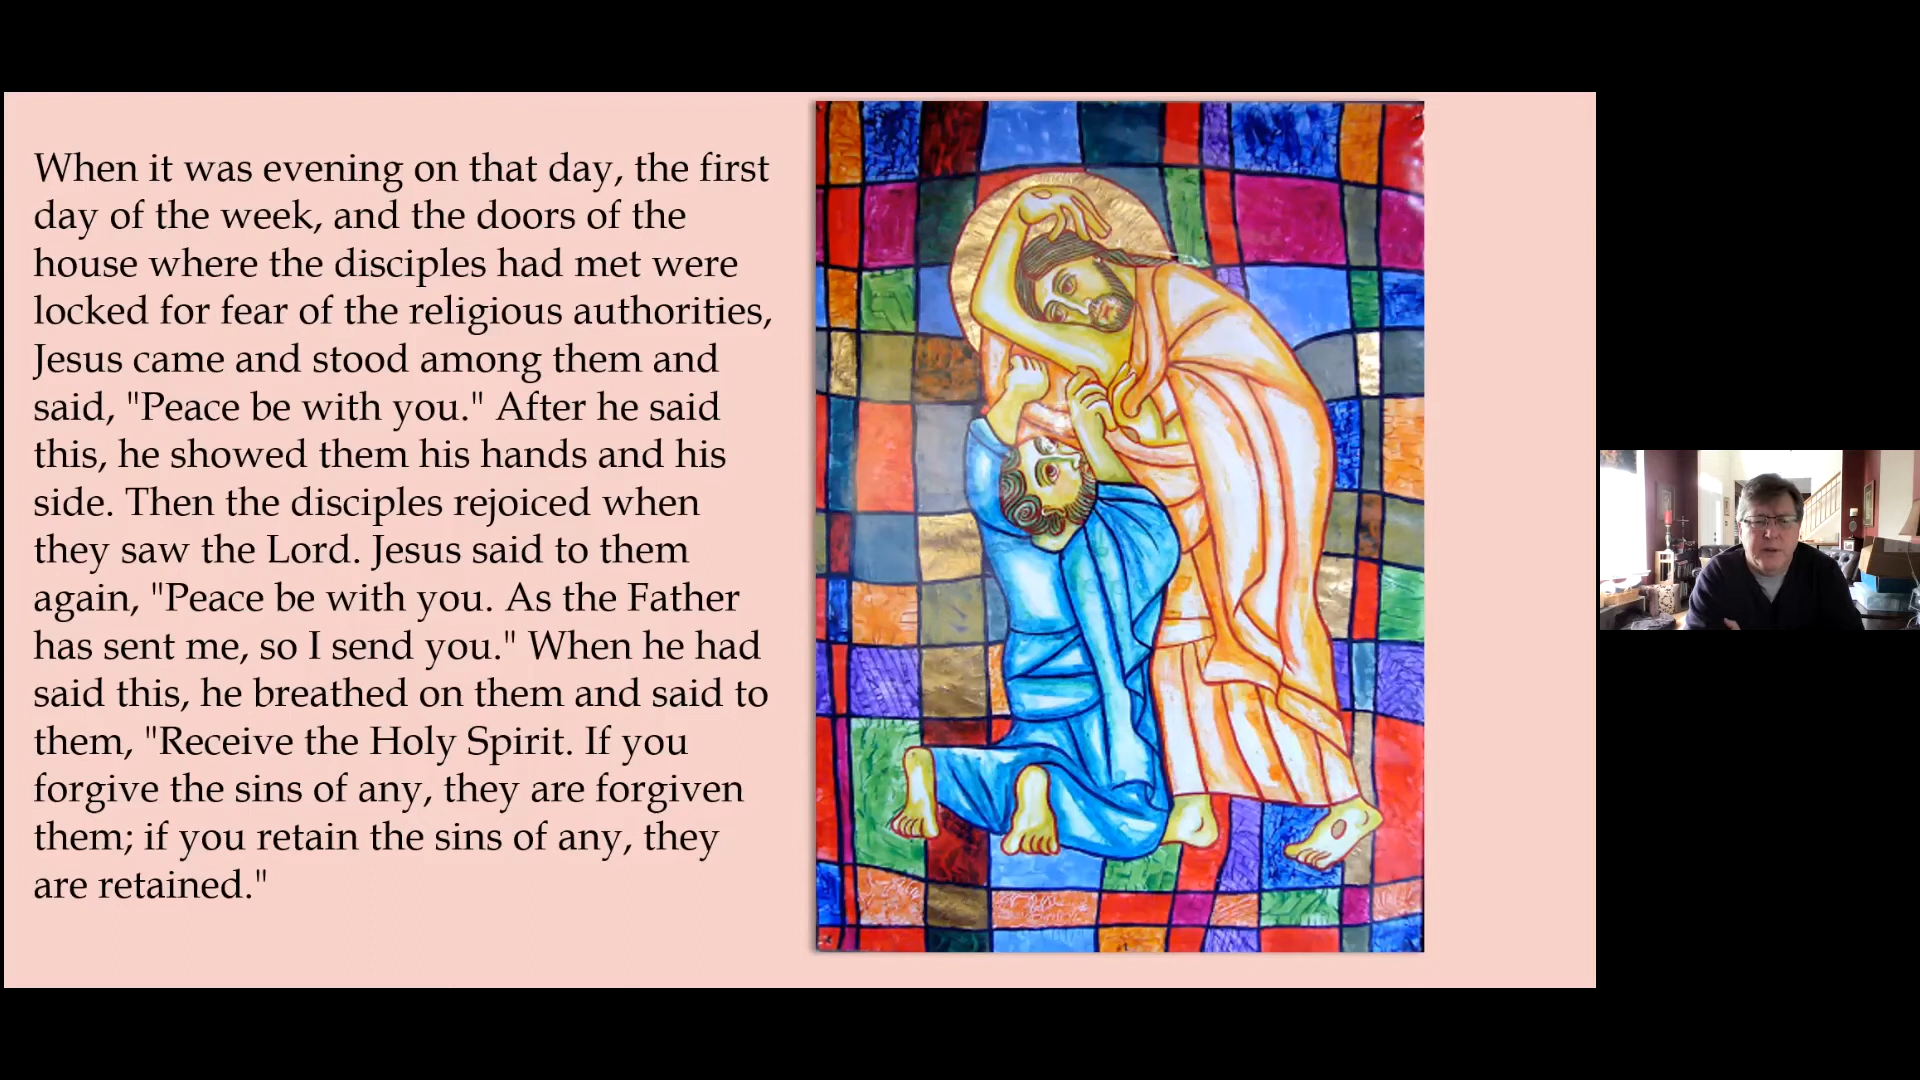 When it was evening on that day, the first
day of the week, and the doors of the
house where the disciples had met were
locked for fear of the religious authorities,
Jesus came and stood among them and
said, "Peace be with you." After he said
this, he showed them his hands and his
side. Then the disciples rejoiced when
they saw the Lord. Jesus said to them
again, "Peace be with you. As the Father
has sent me, so I send you." When he had
said this, he breathed on them and said to
them, "Receive the Holy Spirit. If you
forgive the sins of any, they are forgiven
them; if you retain the sins of any, they
are retained."